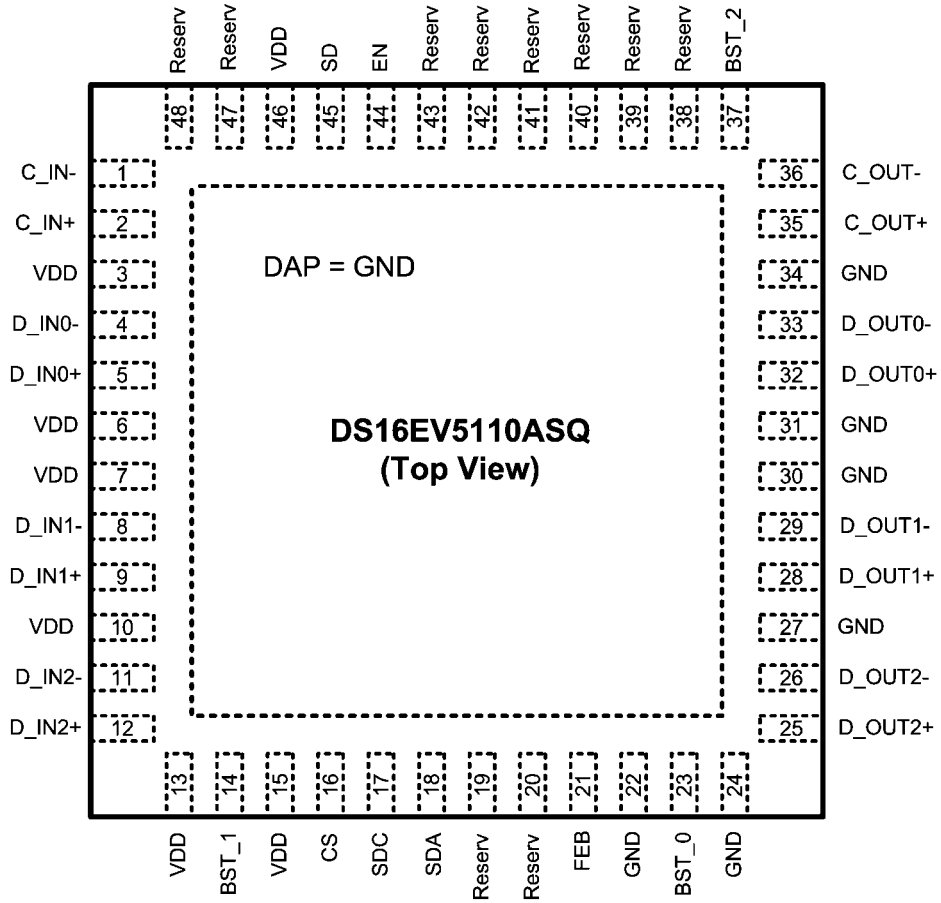 Reserv
Reserv
VDD
SD
EN
Reserv
Reserv
Reserv
Reserv
Reserv
Reserv
BST_2
48
47
46
45
44
43
42
41
40
39
38
37
C_IN- 1
36 C_OUT-
C_IN+ 2
35 C_OUT+
VDD 3
34 GND
DAP = GND
D_IN0- 4
33 D_OUT0-
D_IN0+ 5
32 D_OUT0+
VDD 6
31 GND
DS16EV5110ASQ
(Top View)
VDD 7
30 GND
D_IN1- 8
29 D_OUT1-
D_IN1+ 9
28 D_OUT1+
VDD 10
27 GND
D_IN2- 11
26 D_OUT2-
D_IN2+ 12
25 D_OUT2+
13
14
15
16
17
18
19
20
21
22
23
24
VDD
BST_1
VDD
CS
SDC
SDA
Reserv
Reserv
FEB
GND
BST_0
GND